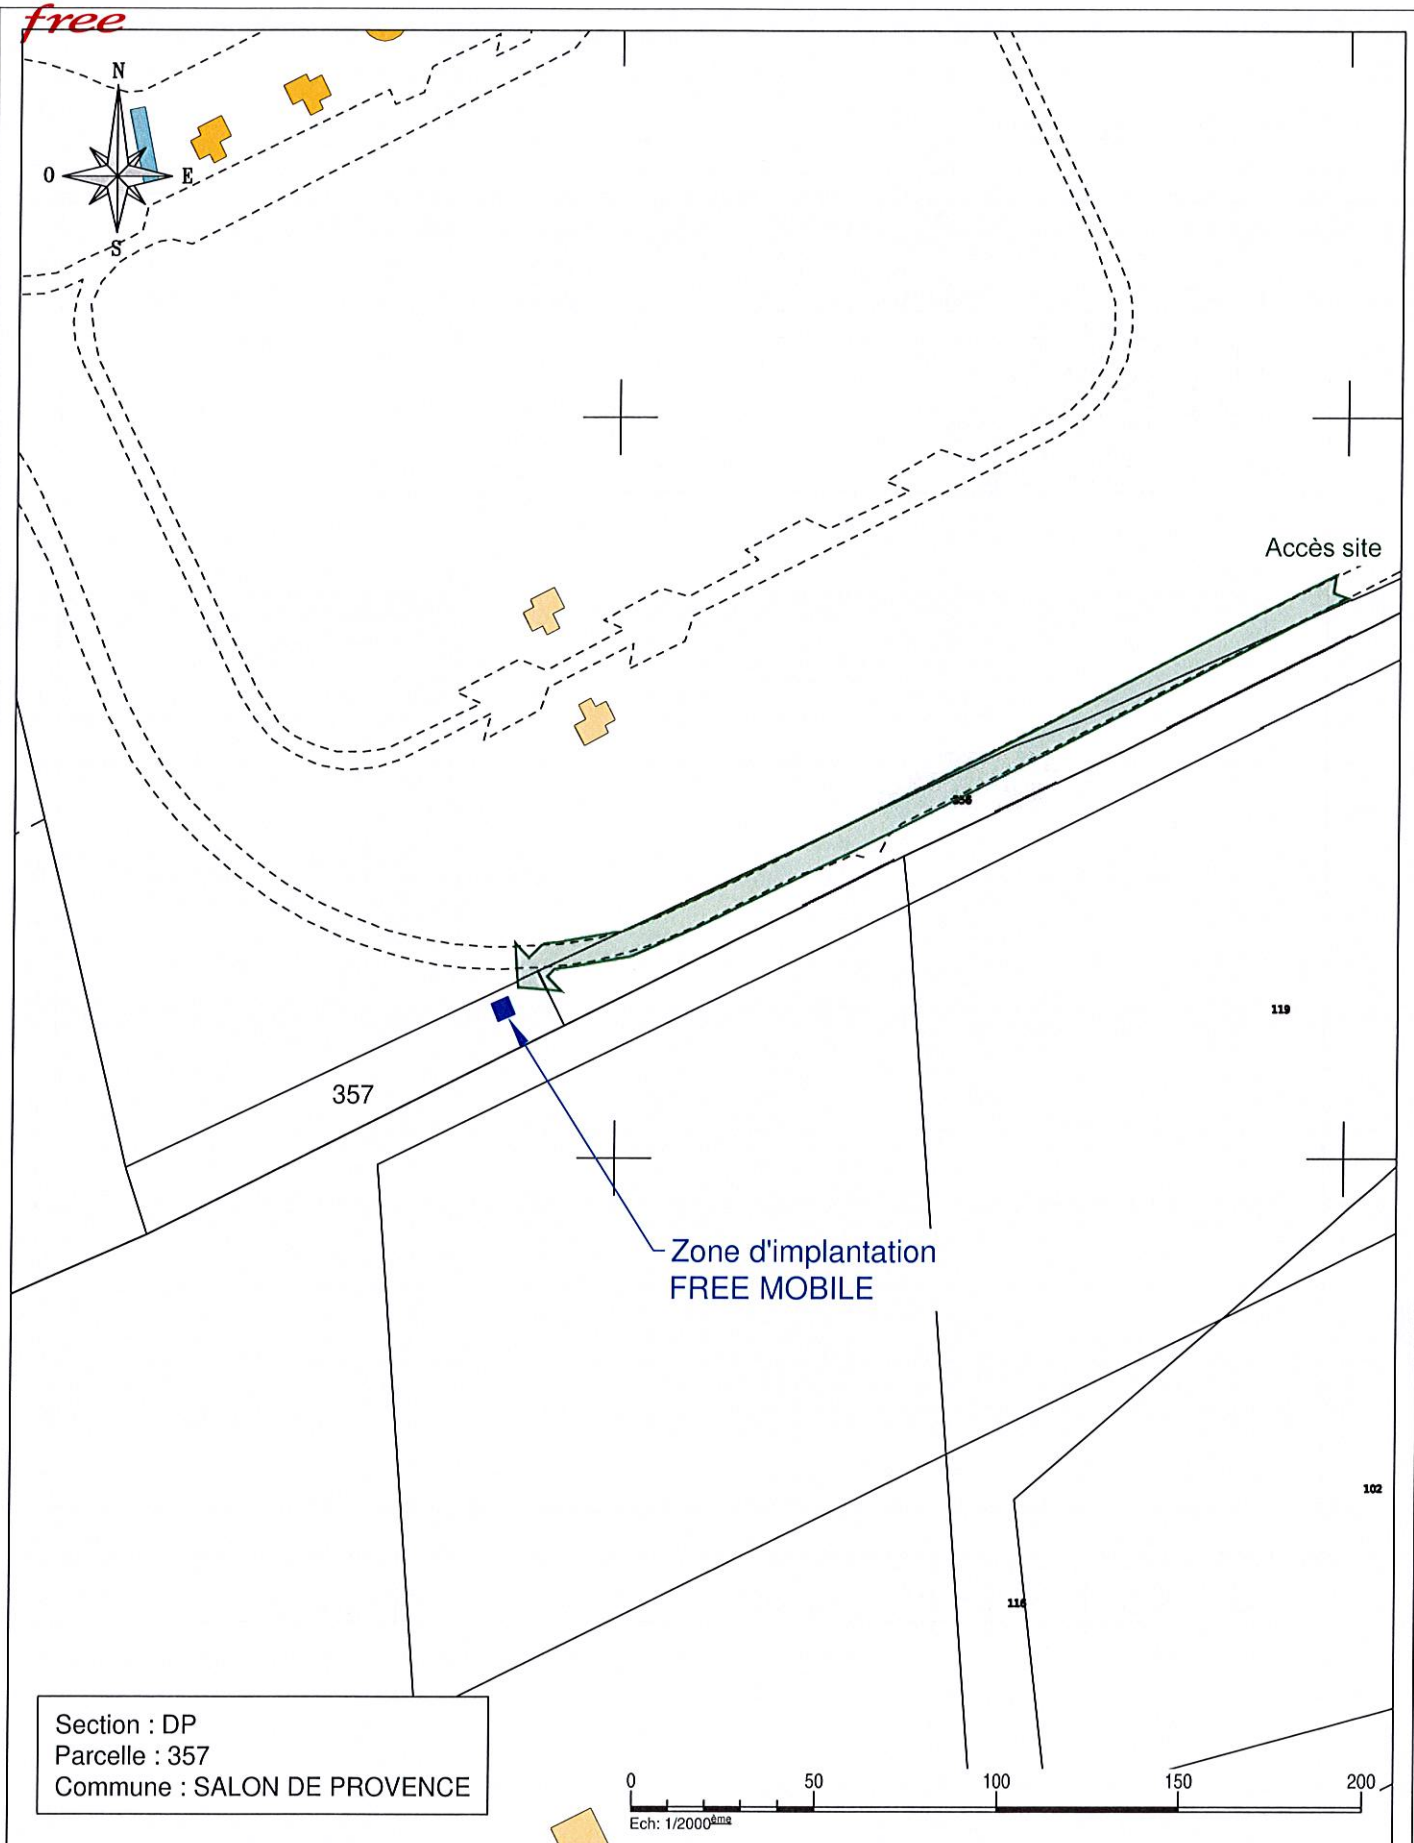 free
N
O
E
S
Accès site
119
357
Zone d'implantation
FREE MOBILE
102
116
Section : DP
Parcelle : 357
Commune : SALON DE PROVENCE
0 50 100 150 200
Ech: 1/2000ème